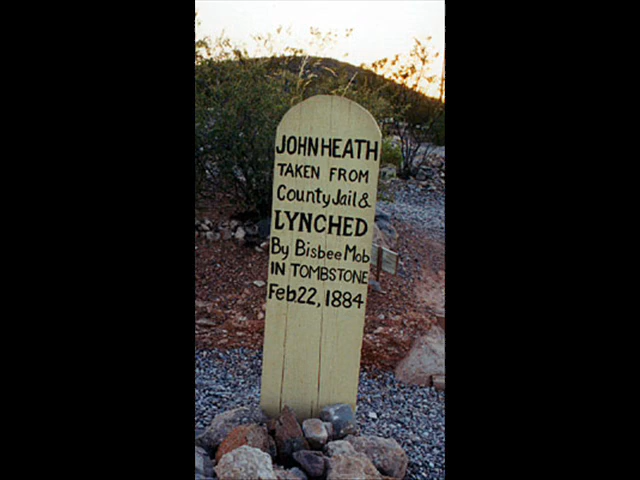 JOHN HEATH
TAKEN FROM
County Jail &
LYNCHED
By Bisbee Mob
IN TOMBSTONE
Feb. 22, 1884